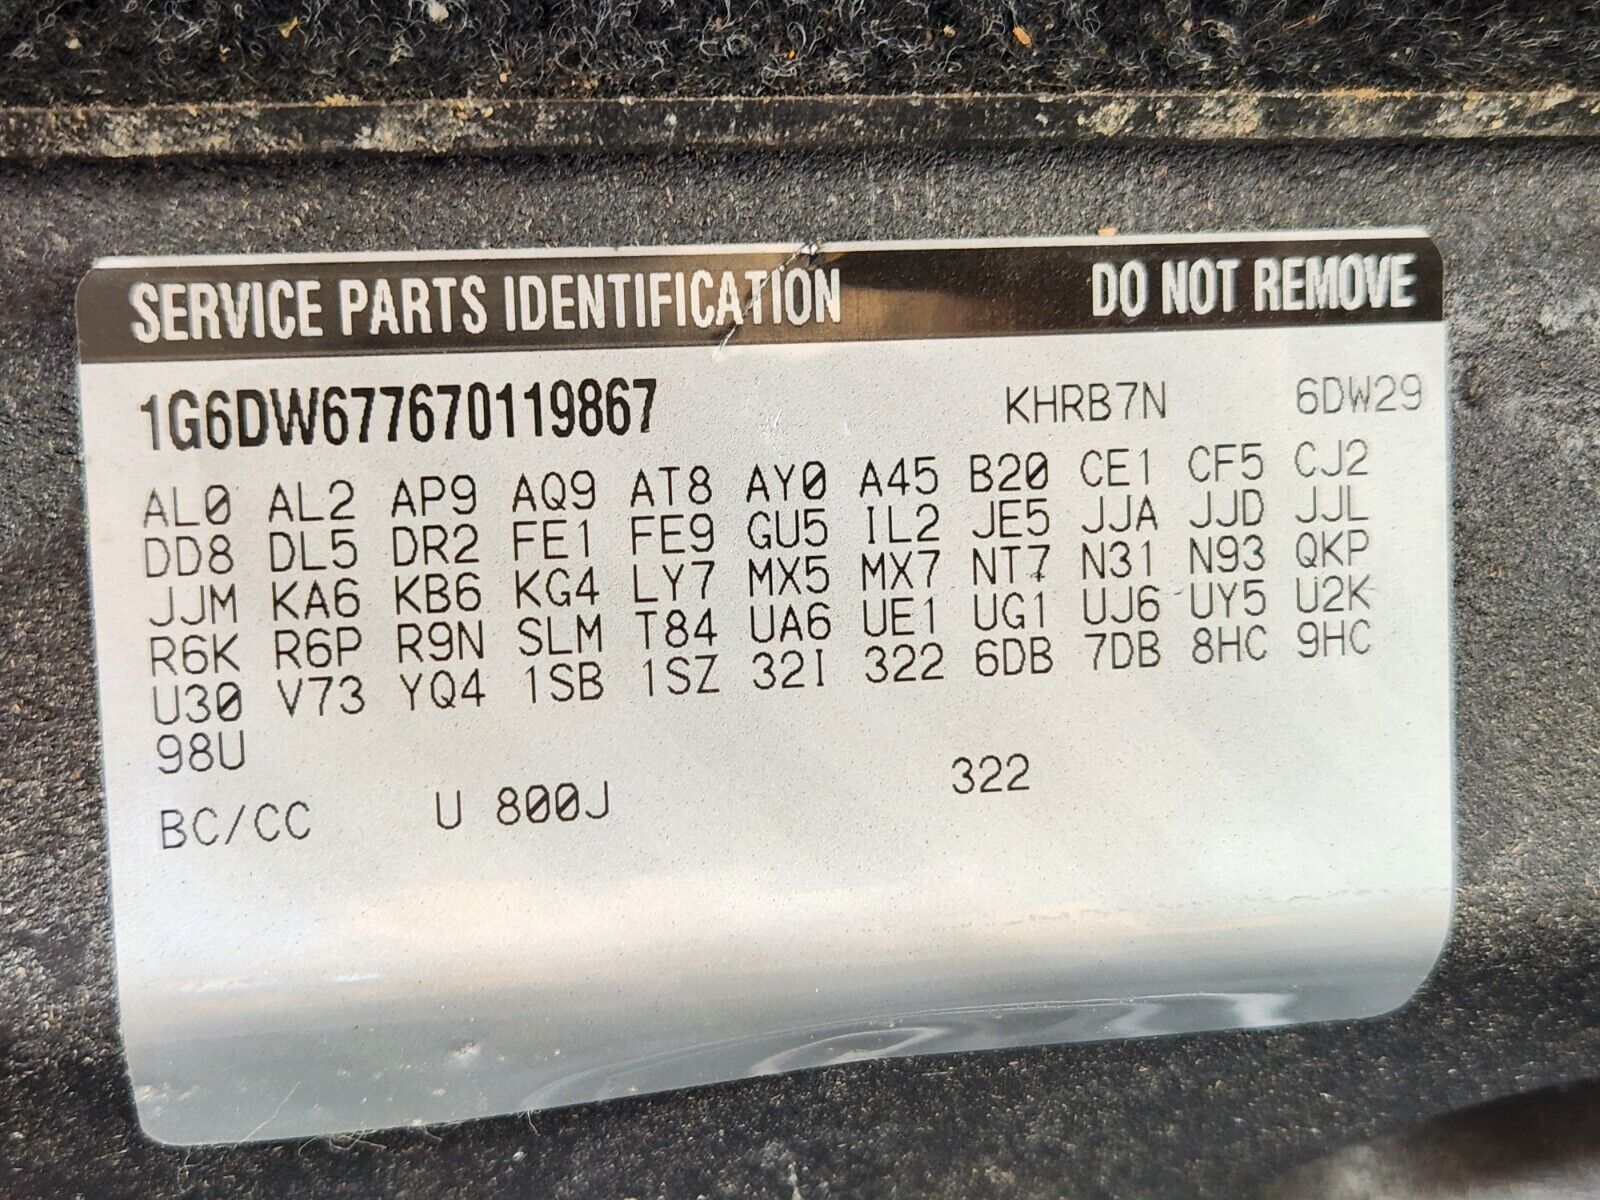 SERVICE PARTS IDENTIFICATION DO NOT REMOVE
1G6DW677670119867 KHRB7N 6DW29
AL0 AL2 AP9 AQ9 AT8 AY0 A45 B20 CE1 CF5 CJ2
DD8 DL5 DR2 FE1 FE9 GU5 IL2 JE5 JJA JJD JJL
JJM KA6 KB6 KG4 LY7 MX5 MX7 NT7 N31 N93 QKP
R6K R6P R9N SLM T84 UA6 UE1 UG1 UJ6 UY5 U2K
U30 V73 YQ4 1SB 1SZ 32I 322 6DB 7DB 8HC 9HC
98U
BC/CC U 800J 322